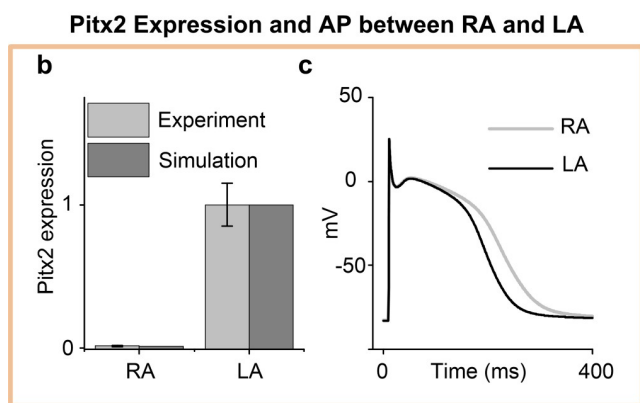 Pitx2 Expression and AP between RA and LA
b
Pitx2 expression
1
0
Experiment
Simulation
RA
LA
c
mV
50
0
-50
RA
LA
0
Time (ms)
400